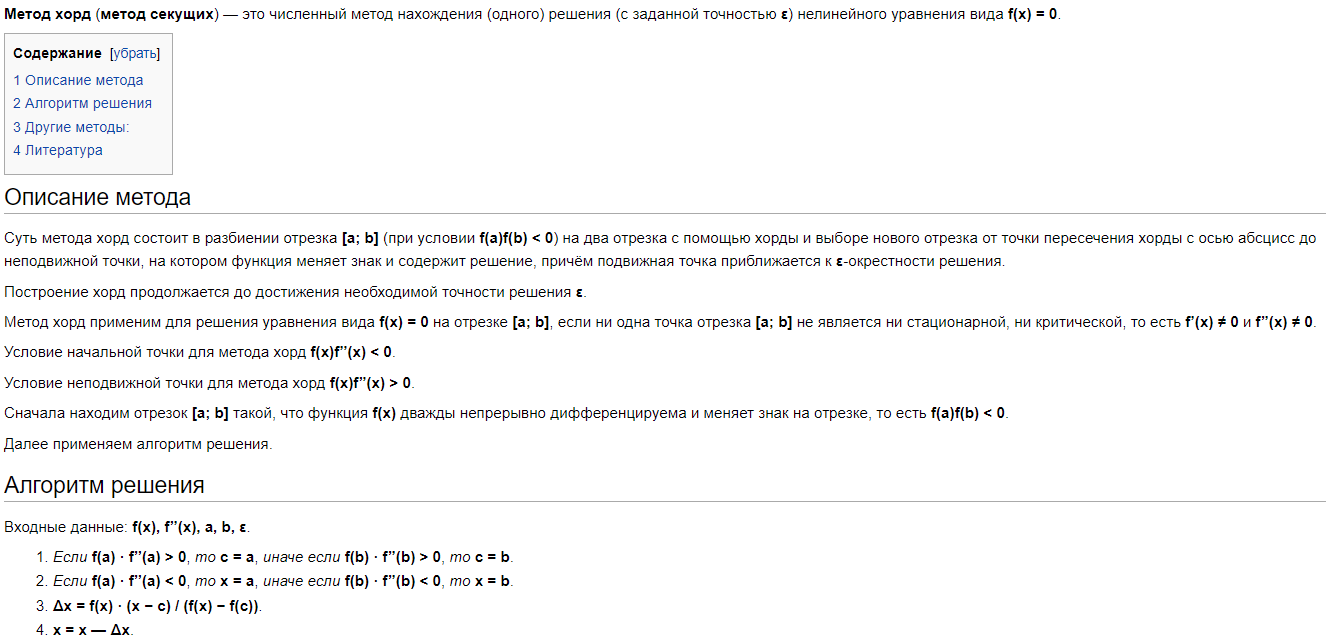 Метод хорд (метод секущих) — это численный метод нахождения (одного) решения (с заданной точностью ε) нелинейного уравнения вида f(x) = 0.
Содержание [убрать]
1 Описание метода
2 Алгоритм решения
3 Другие методы:
4 Литература
Описание метода
Суть метода хорд состоит в разбиении отрезка [a; b] (при условии f(a)f(b) < 0) на два отрезка с помощью хорды и выборе нового отрезка от точки пересечения хорды с осью абсцисс до
неподвижной точки, на котором функция меняет знак и содержит решение, причём подвижная точка приближается к ε-окрестности решения.
Построение хорд продолжается до достижения необходимой точности решения ε.
Метод хорд применим для решения уравнения вида f(x) = 0 на отрезке [a; b], если ни одна точка отрезка [a; b] не является ни стационарной, ни критической, то есть f’(x) ≠ 0 и f’’(x) ≠ 0.
Условие начальной точки для метода хорд f(x)f’’(x) < 0.
Условие неподвижной точки для метода хорд f(x)f’’(x) > 0.
Сначала находим отрезок [a; b] такой, что функция f(x) дважды непрерывно дифференцируема и меняет знак на отрезке, то есть f(a)f(b) < 0.
Далее применяем алгоритм решения.
Алгоритм решения
Входные данные: f(x), f’’(x), a, b, ε.
1. Если f(a) · f’’(a) > 0, то c = a, иначе если f(b) · f’’(b) > 0, то c = b.
2. Если f(a) · f’’(a) < 0, то x = a, иначе если f(b) · f’’(b) < 0, то x = b.
3. Δx = f(x) · (x − c) / (f(x) − f(c)).
4. x = x — Δx.